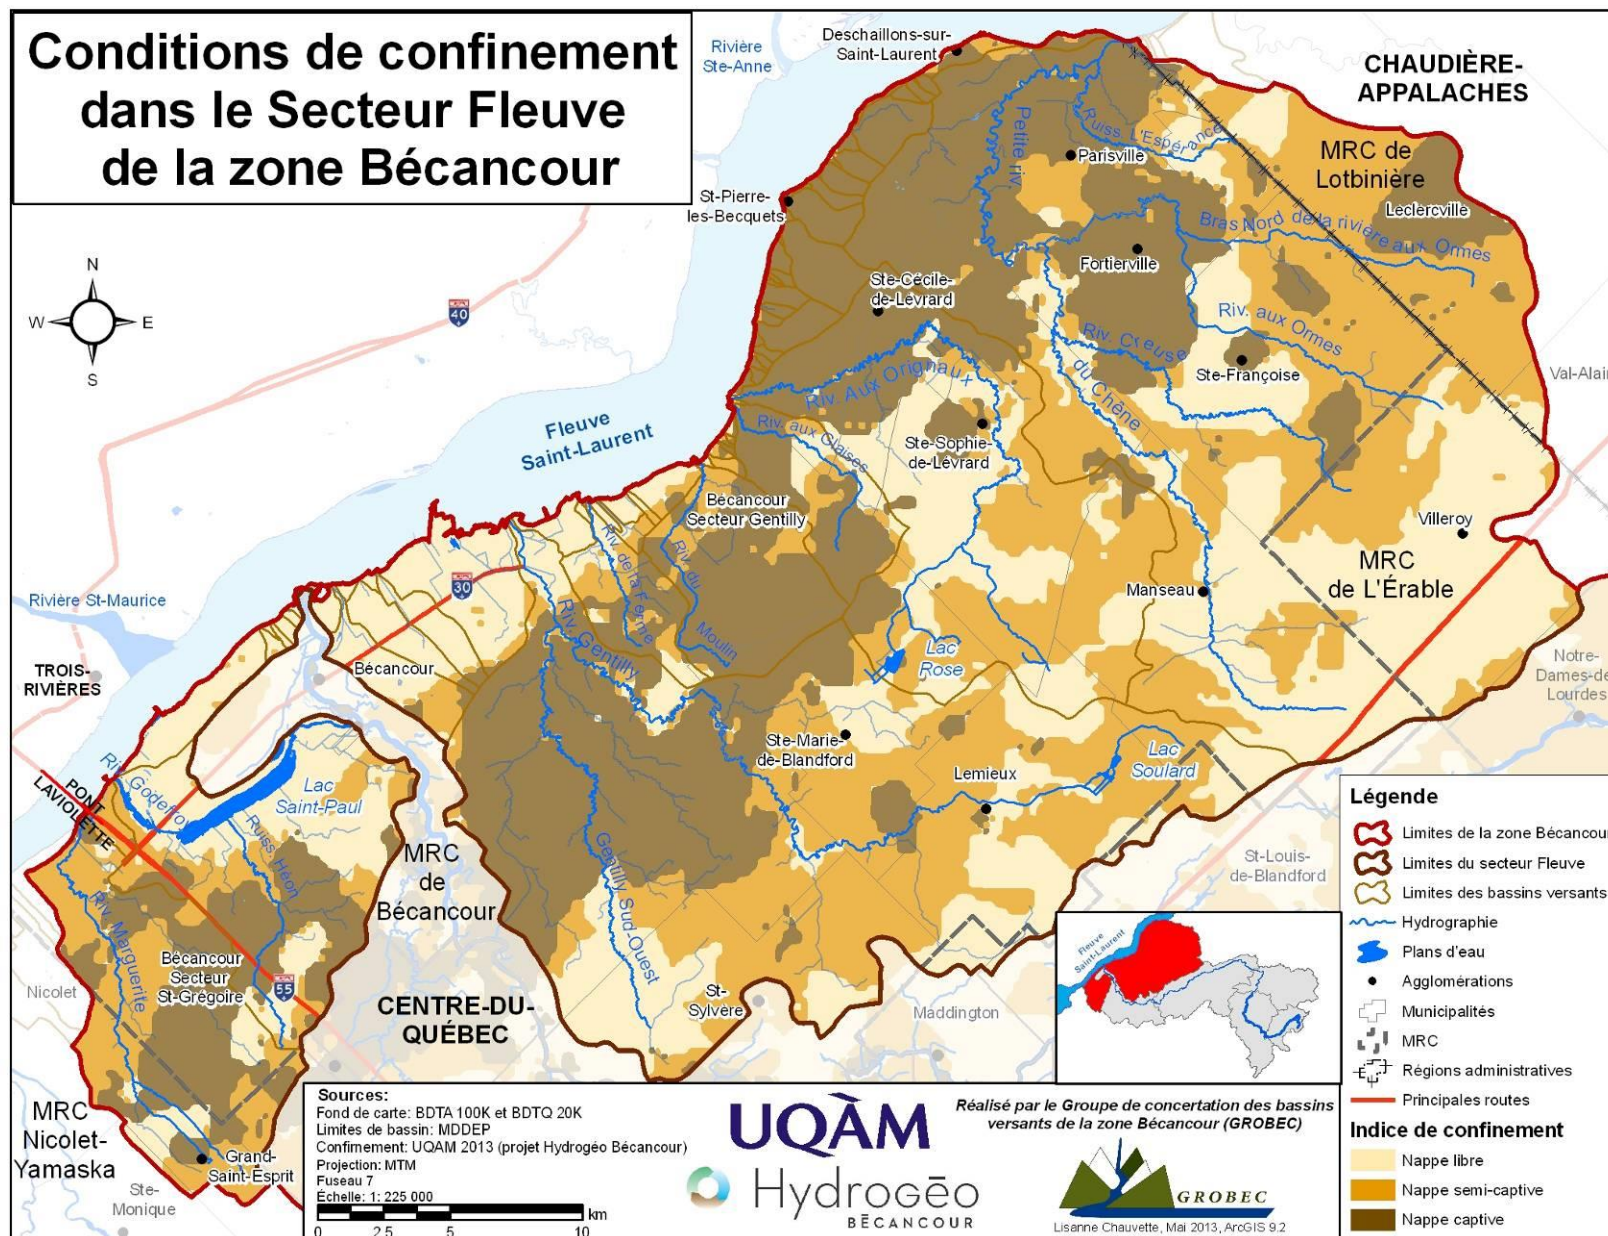 Conditions de confinement
dans le Secteur Fleuve
de la zone Bécancour
Rivière
Ste-Anne
Deschaillons-sur-
Saint-Laurent
CHAUDIÈRE-
APPALACHES
Petite riv.
Ruiss. L'Espérance
Parisville
MRC de
Lotbinière
Leclercville
St-Pierre-
les-Becquets
Bras Nord de la rivière aux Ormes
Fortierville
N
W
E
S
40
Ste-Cécile-
de-Lévrard
Riv. aux Ormes
Riv. Creuse
du Chêne
Ste-Françoise
Val-Alain
Riv. Aux Orignaux
Fleuve
Saint-Laurent
Riv. aux Glaises
Ste-Sophie-
de-Lévrard
Bécancour
Secteur Gentilly
Villeroy
30
Riv. de la Ferme
Riv. du
Moulin
Manseau
MRC
de L'Érable
Rivière St-Maurice
Riv. Gentilly
Lac
Rose
TROIS-
RIVIÈRES
Bécancour
Notre-
Dames-de-
Lourdes
Ste-Marie-
de-Blandford
Lac
Soulard
Lemieux
Riv. Godefroy
PONT
LAVIOLETTE
Lac
Saint-Paul
Ruiss. Héon
MRC
de
Bécancour
St-Louis-
de-Blandford
Riv. Marguerite
Gentilly Sud-Ouest
Bécancour
Secteur
St-Grégoire
55
Nicolet
CENTRE-DU-
QUÉBEC
St-
Sylvère
Maddington
Fleuve
Saint-Laurent
MRC
Nicolet-
Yamaska
Grand-
Saint-Esprit
Ste-
Monique
Légende
Limites de la zone Bécancour
Limites du secteur Fleuve
Limites des bassins versants
Hydrographie
Plans d'eau
Agglomérations
Municipalités
MRC
Régions administratives
Principales routes
Indice de confinement
Nappe libre
Nappe semi-captive
Nappe captive
Sources:
Fond de carte: BDTA 100K et BDTQ 20K
Limites de bassin: MDDEP
Confinement: UQAM 2013 (projet Hydrogéo Bécancour)
Projection: MTM
Fuseau 7
Échelle: 1: 225 000
km
0 2,5 5 10
UQÀM
Hydrogéo
BÉCANCOUR
Réalisé par le Groupe de concertation des bassins
versants de la zone Bécancour (GROBEC)
GROBEC
Lisanne Chauvette, Mai 2013, ArcGIS 9.2